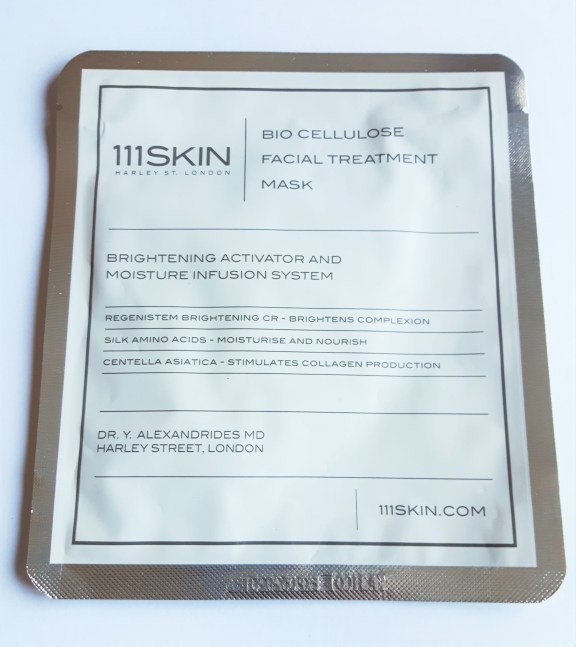 111SKIN
HARLEY ST. LONDON
BIO CELLULOSE
FACIAL TREATMENT
MASK
BRIGHTENING ACTIVATOR AND
MOISTURE INFUSION SYSTEM
REGENISTEM BRIGHTENING CR - BRIGHTENS COMPLEXION
SILK AMINO ACIDS - MOISTURISE AND NOURISH
CENTELLA ASIATICA - STIMULATES COLLAGEN PRODUCTION
DR. Y. ALEXANDRIDES MD
HARLEY STREET, LONDON
111SKIN.COM